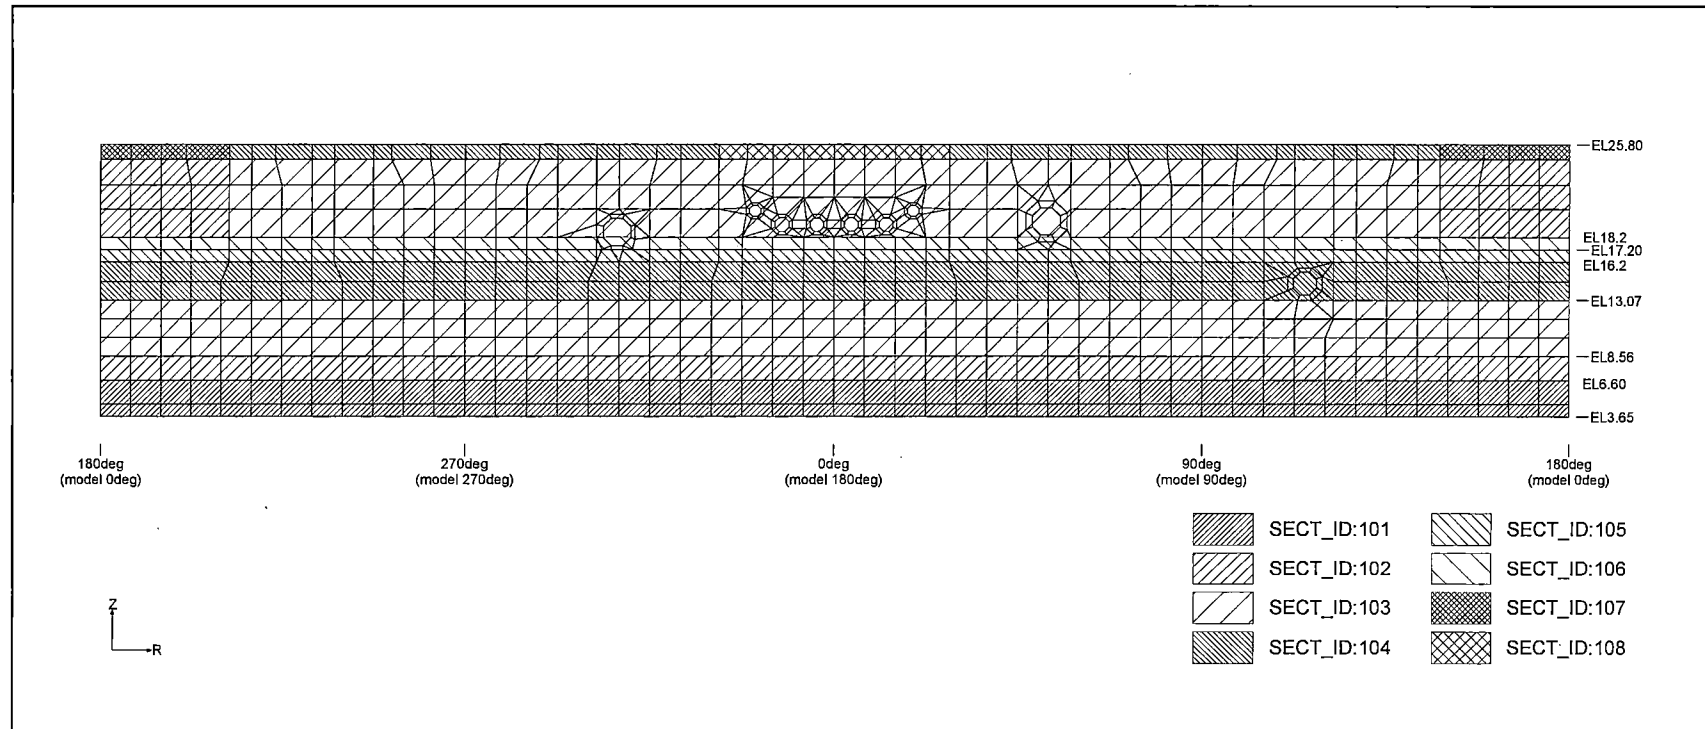 EL25.80
EL18.2
EL17.20
EL16.2
EL13.07
EL8.56
EL6.60
EL3.65
180deg
(model 0deg)
270deg
(model 270deg)
0deg
(model 180deg)
90deg
(model 90deg)
180deg
(model 0deg)
SECT_ID:101
SECT_ID:105
SECT_ID:102
SECT_ID:106
SECT_ID:103
SECT_ID:107
SECT_ID:104
SECT_ID:108
Z
R